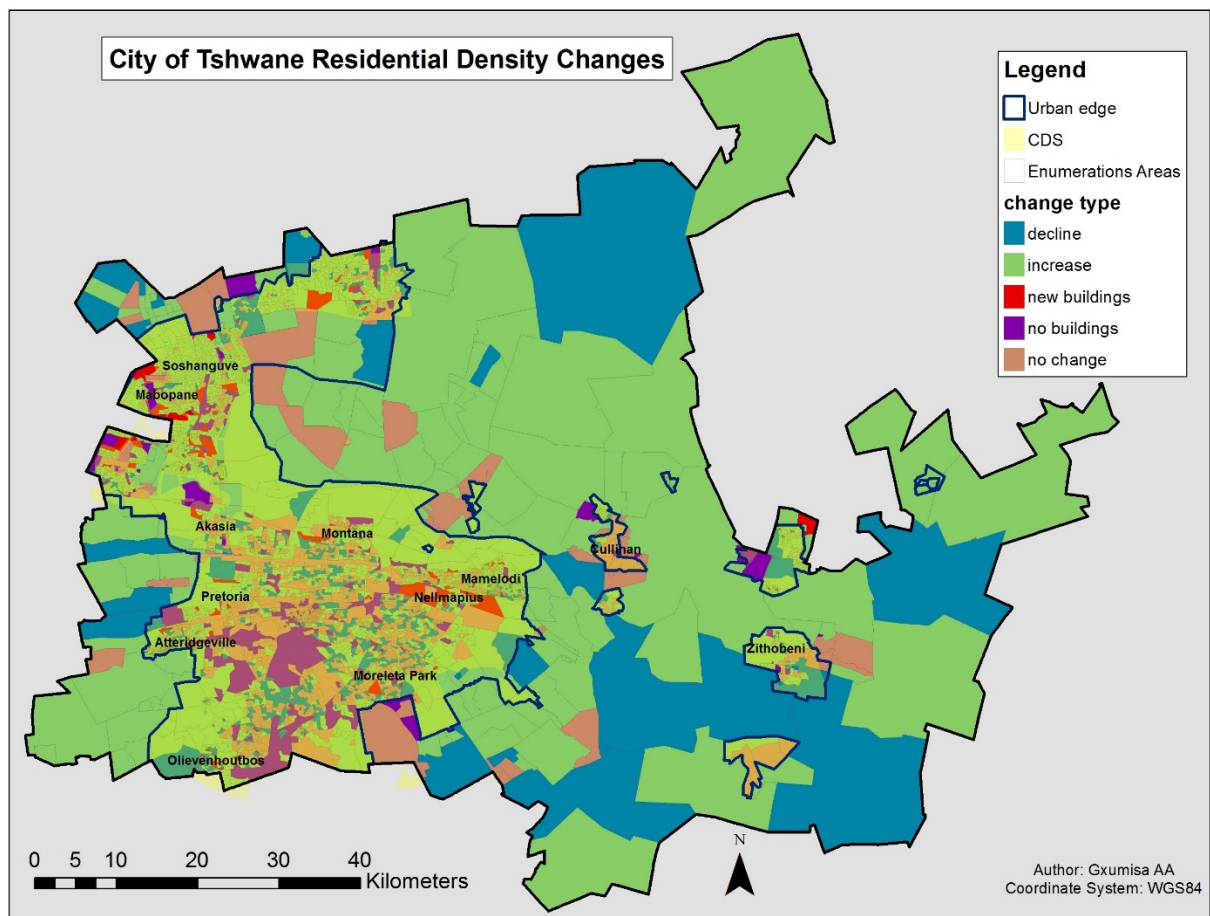 City of Tshwane Residential Density Changes
Legend
Urban edge
CDS
Enumerations Areas
change type
decline
increase
new buildings
no buildings
no change
Soshanguve
Mabopane
Akasia
Montana
Cullinan
Mamelodi
Pretoria
Nellmapius
Atteridgeville
Zithobeni
Moreleta Park
Olievenhoutbos
N
0 5 10 20 30 40
Kilometers
Author: Gxumisa AA
Coordinate System: WGS84